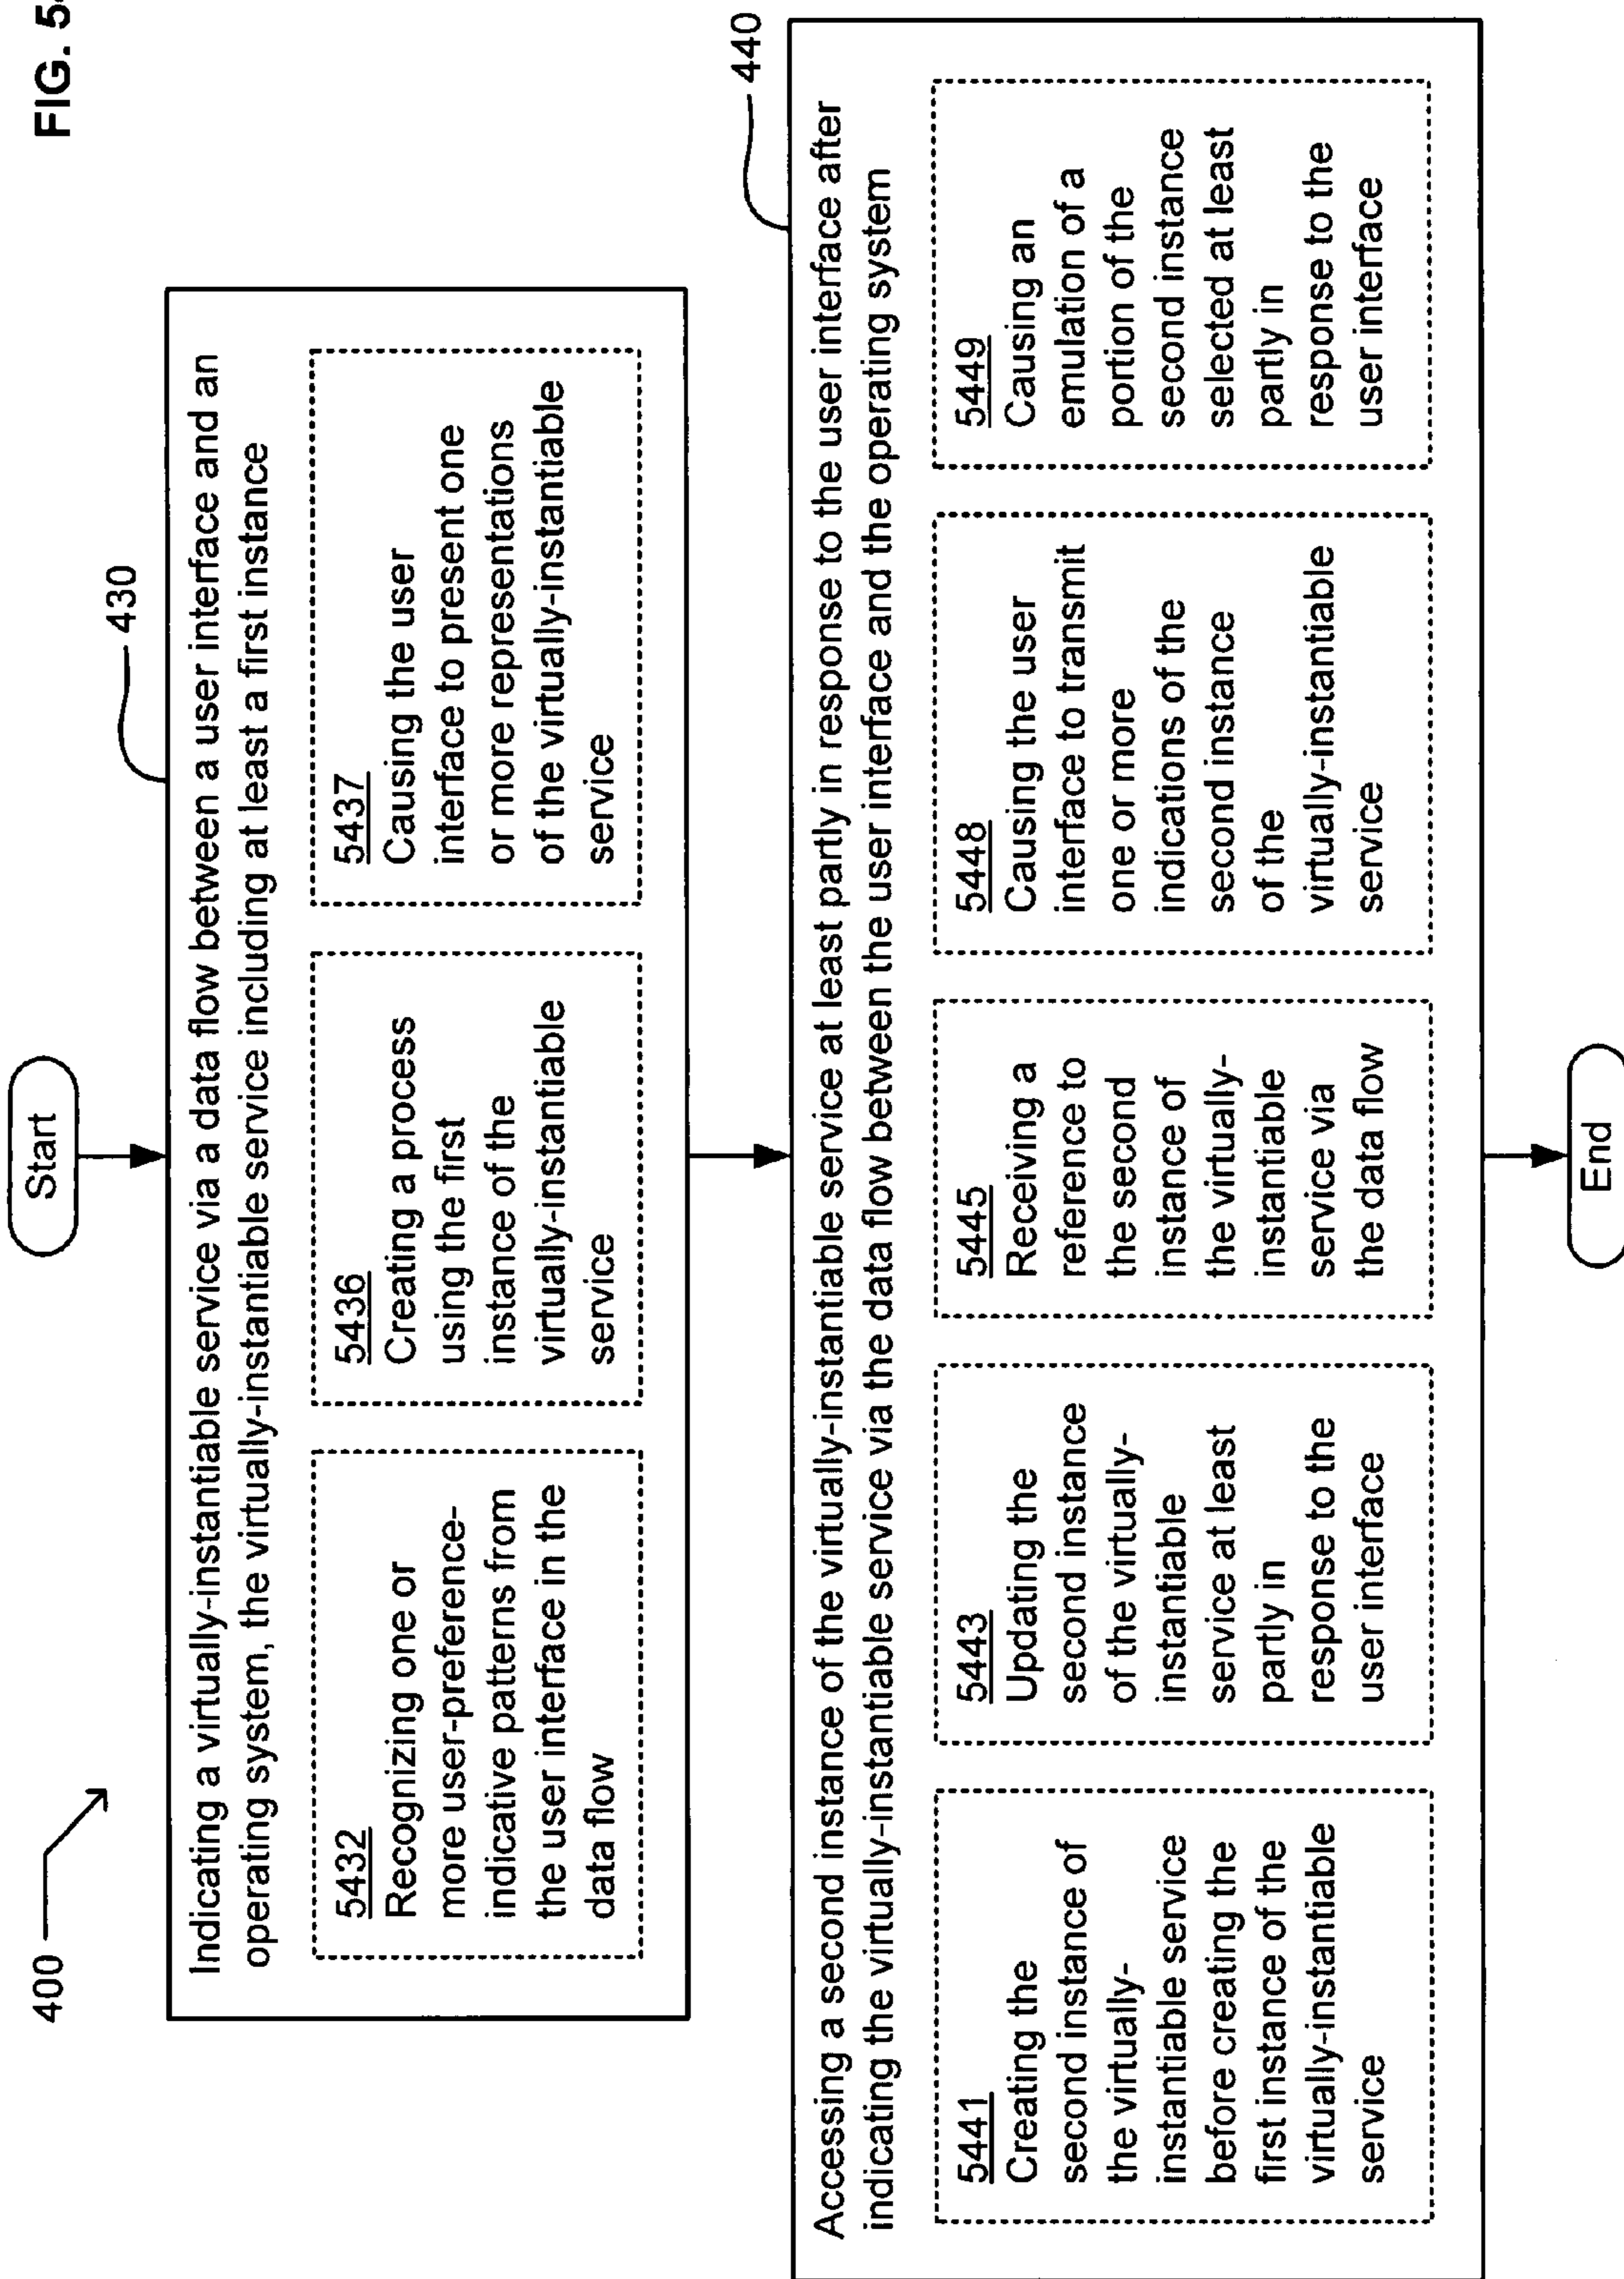 FIG. 5
400
Start
430
Indicating a virtually-instantiable service via a data flow between a user interface and an
operating system, the virtually-instantiable service including at least a first instance
5432
Recognizing one or
more user-preference-
indicative patterns from
the user interface in the
data flow
5436
Creating a process
using the first
instance of the
virtually-instantiable
service
5437
Causing the user
interface to present one
or more representations
of the virtually-instantiable
service
440
Accessing a second instance of the virtually-instantiable service at least partly in response to the user interface after
indicating the virtually-instantiable service via the data flow between the user interface and the operating system
5441
Creating the
second instance of
the virtually-
instantiable service
before creating the
first instance of the
virtually-instantiable
service
5443
Updating the
second instance
of the virtually-
instantiable
service at least
partly in
response to the
user interface
5445
Receiving a
reference to
the second
instance of
the virtually-
instantiable
service via
the data flow
5448
Causing the user
interface to transmit
one or more
indications of the
second instance
of the
virtually-instantiable
service
5449
Causing an
emulation of a
portion of the
second instance
selected at least
partly in
response to the
user interface
End